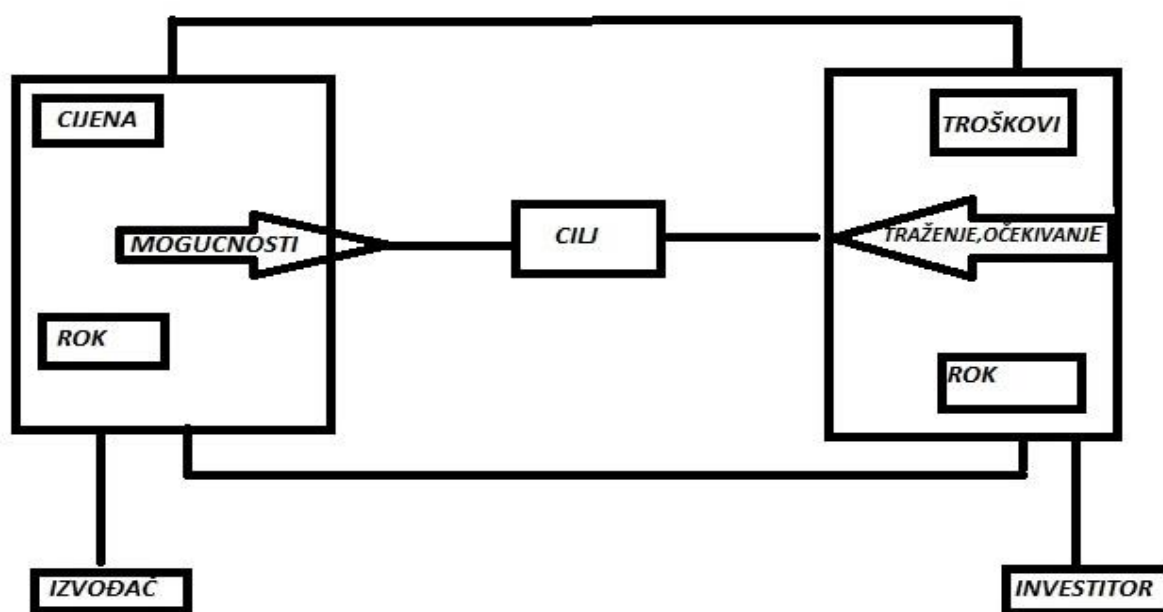 CIJENA
TROŠKOVI
MOGUCNOSTI
CILJ
TRAŽENJE,OČEKIVANJE
ROK
ROK
IZVOĐAČ
INVESTITOR